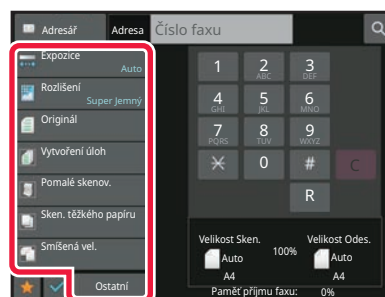 Adresář
Adresa
Číslo faxu
Expozice
Auto
Rozlišení
Super Jemný
Originál
Vytvoření úloh
Pomalé skenov.
Sken. těžkého papíru
Smíšená vel.
Ostatní
1
2 ABC
3 DEF
4 GHI
5 JKL
6 MNO
7 PQRS
8 TUV
9 WXYZ
0
#
C
R
Velikost Sken.
Auto
A4
100%
Velikost Odes.
Auto
A4
Paměť příjmu faxu: 0%